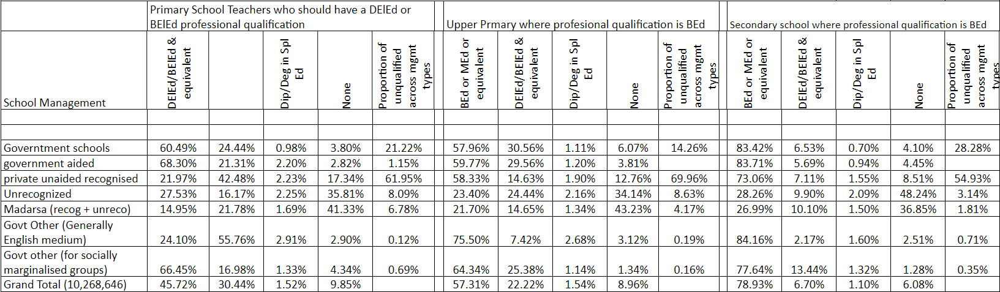 Primary School Teachers who should have a DElEd or
BElEd professional qualification
Upper Prmary where profesional qualification is BEd
Secondary school where professional qualification is BEd
School Management
DElEd/BElEd &
equivalent
Dip/Deg in Spl
Ed
None
Proportion of
unqualified
across mgmt
types
BEd or MEd or
equivalent
DElEd/BElEd &
equivalent
Dip/Deg in Spl
Ed
None
Proportion of
unqualified
across mgmt
types
BEd or MEd or
equivalent
DElEd/BElEd &
equivalent
Dip/Deg in Spl
Ed
None
Proportion of
unqualified
across mgmt
types
Governtment schools 60.49% 24.44% 0.98% 3.80% 21.22% 57.96% 30.56% 1.11% 6.07% 14.26% 83.42% 6.53% 0.70% 4.10% 28.28%
government aided 68.30% 21.31% 2.20% 2.82% 1.15% 59.77% 29.56% 1.20% 3.81% 83.71% 5.69% 0.94% 4.45%
private unaided recognised 21.97% 42.48% 2.23% 17.34% 61.95% 58.33% 14.63% 1.90% 12.76% 69.96% 73.06% 7.11% 1.55% 8.51% 54.93%
Unrecognized 27.53% 16.17% 2.25% 35.81% 8.09% 23.40% 24.44% 2.16% 34.14% 8.63% 28.26% 9.90% 2.09% 48.24% 3.14%
Madarsa (recog + unreco) 14.95% 21.78% 1.69% 41.33% 6.78% 21.70% 14.65% 1.34% 43.23% 4.17% 26.99% 10.10% 1.50% 36.85% 1.81%
Govt Other (Generally
English medium) 24.10% 55.76% 2.91% 2.90% 0.12% 75.50% 7.42% 2.68% 3.12% 0.19% 84.16% 2.17% 1.60% 2.51% 0.71%
Govt other (for socially
marginalised groups) 66.45% 16.98% 1.33% 4.34% 0.69% 64.34% 25.38% 1.14% 1.34% 0.16% 77.64% 13.44% 1.32% 1.28% 0.35%
Grand Total (10,268,646) 45.72% 30.44% 1.52% 9.85% 57.31% 22.22% 1.54% 8.96% 78.93% 6.70% 1.10% 6.08%